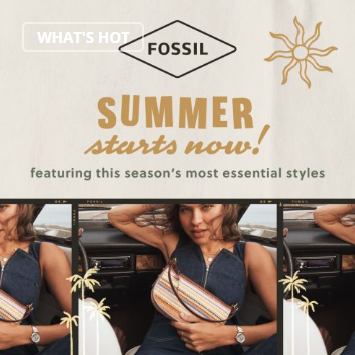 WHAT'S HOT
FOSSIL
SUMMER
starts now!
featuring this season's most essential styles